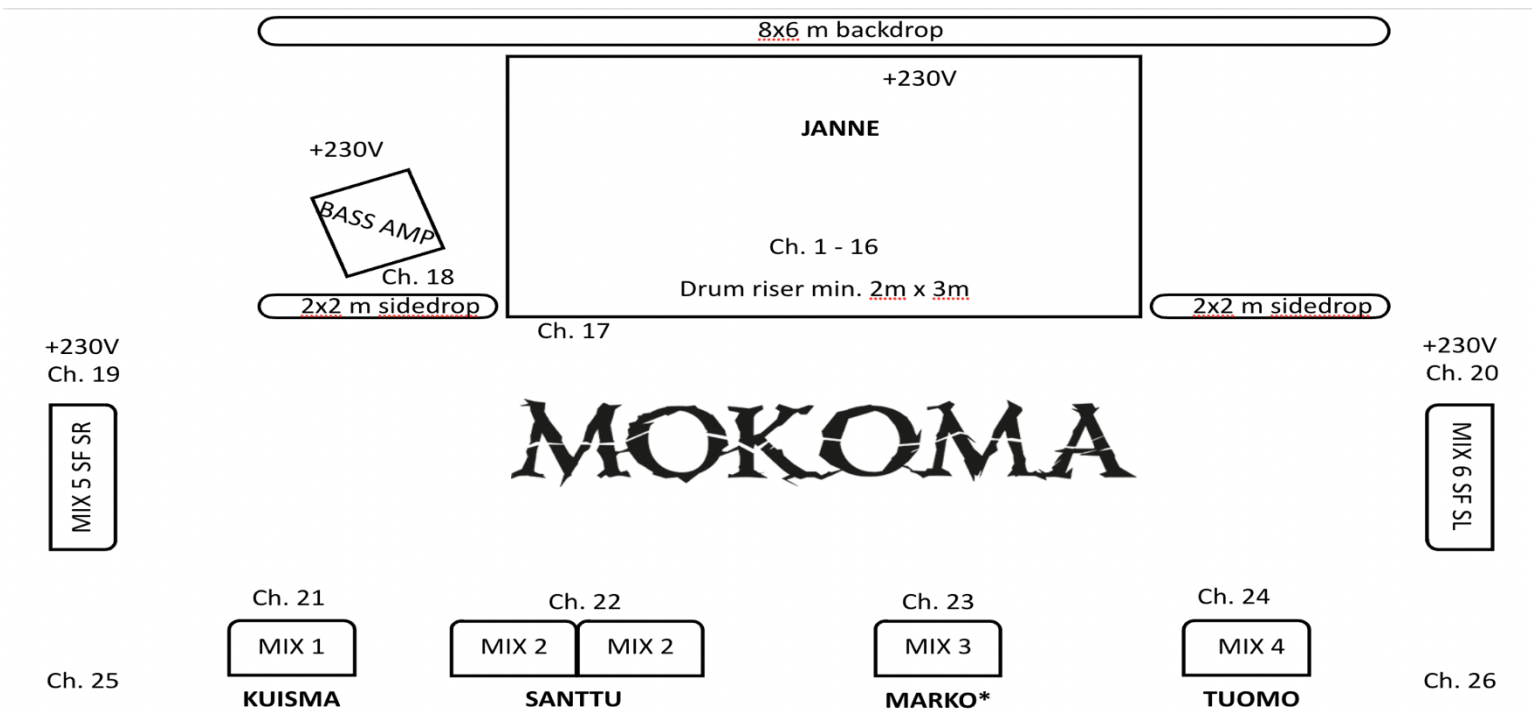 8x6 m backdrop
+230V
JANNE
+230V
BASS AMP
Ch. 18
Ch. 1 - 16
Drum riser min. 2m x 3m
2x2 m sidedrop
2x2 m sidedrop
Ch. 17
+230V
Ch. 19
+230V
Ch. 20
MOKOMA
MIX 5 SF SR
MIX 6 SF SL
Ch. 21
Ch. 22
Ch. 23
Ch. 24
MIX 1
MIX 2
MIX 2
MIX 3
MIX 4
Ch. 25
Ch. 26
KUISMA
SANTTU
MARKO*
TUOMO